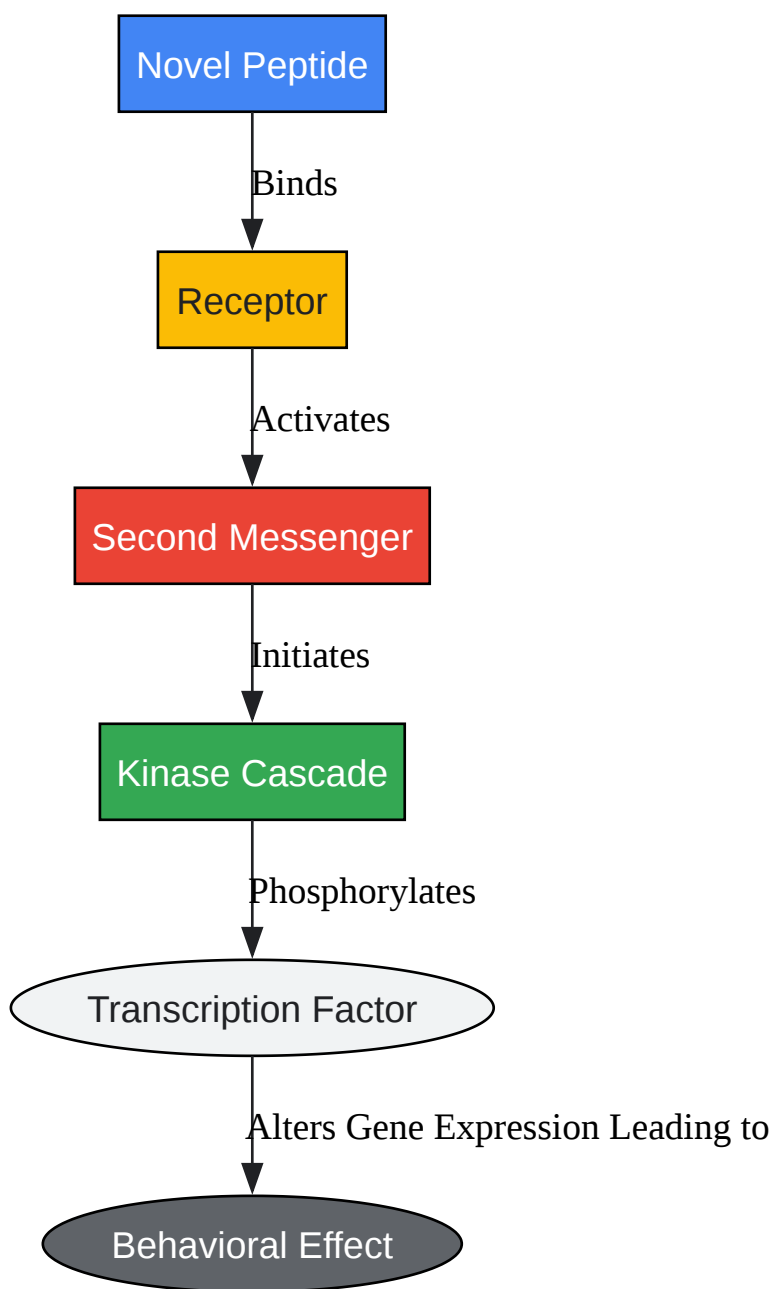 Novel Peptide
Binds
Receptor
Activates
Second Messenger
Initiates
Kinase Cascade
Phosphorylates
Transcription Factor
Alters Gene Expression Leading to
Behavioral Effect